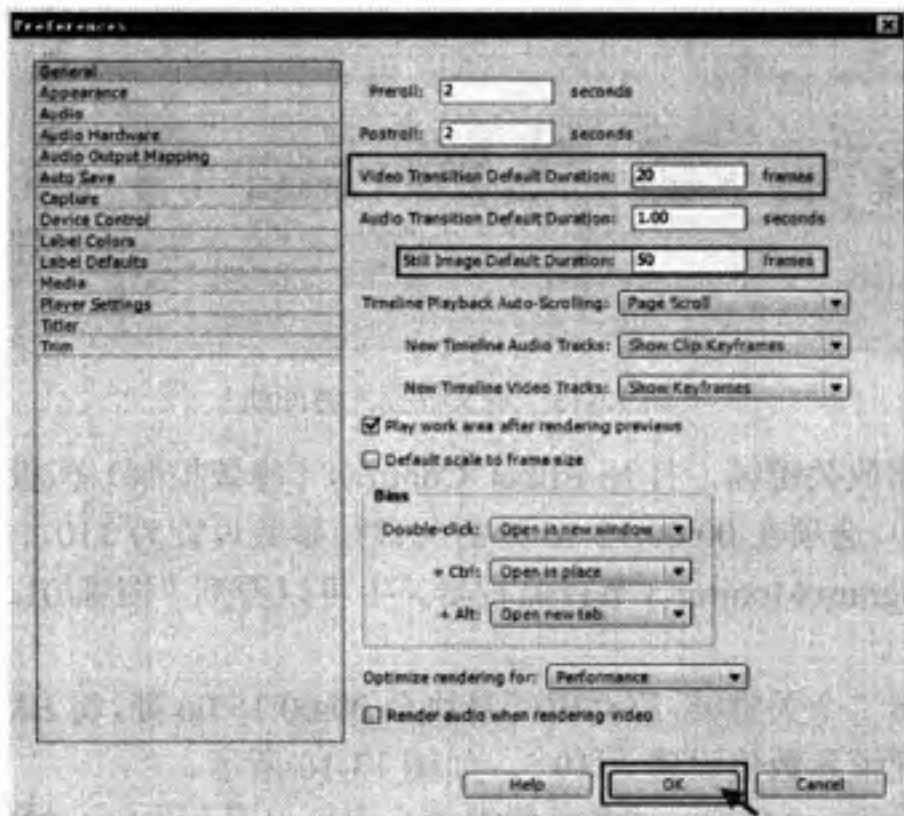 Preferences
General
Appearance
Audio
Audio Hardware
Audio Output Mapping
Auto Save
Capture
Device Control
Label Colors
Label Defaults
Media
Player Settings
Titler
Trim
Preroll: 2 seconds
Postroll: 2 seconds
Video Transition Default Duration: 20 frames
Audio Transition Default Duration: 1.00 seconds
Still Image Default Duration: 50 frames
Timeline Playback Auto-Scrolling: Page Scroll
New Timeline Audio Tracks: Show Clip Keyframes
New Timeline Video Tracks: Show Keyframes
Play work area after rendering previews
Default scale to frame size
Bins
Double-click: Open in new window
+ Ctrl: Open in place
+ Alt: Open new tab
Optimize rendering for: Performance
Render audio when rendering video
Help OK Cancel